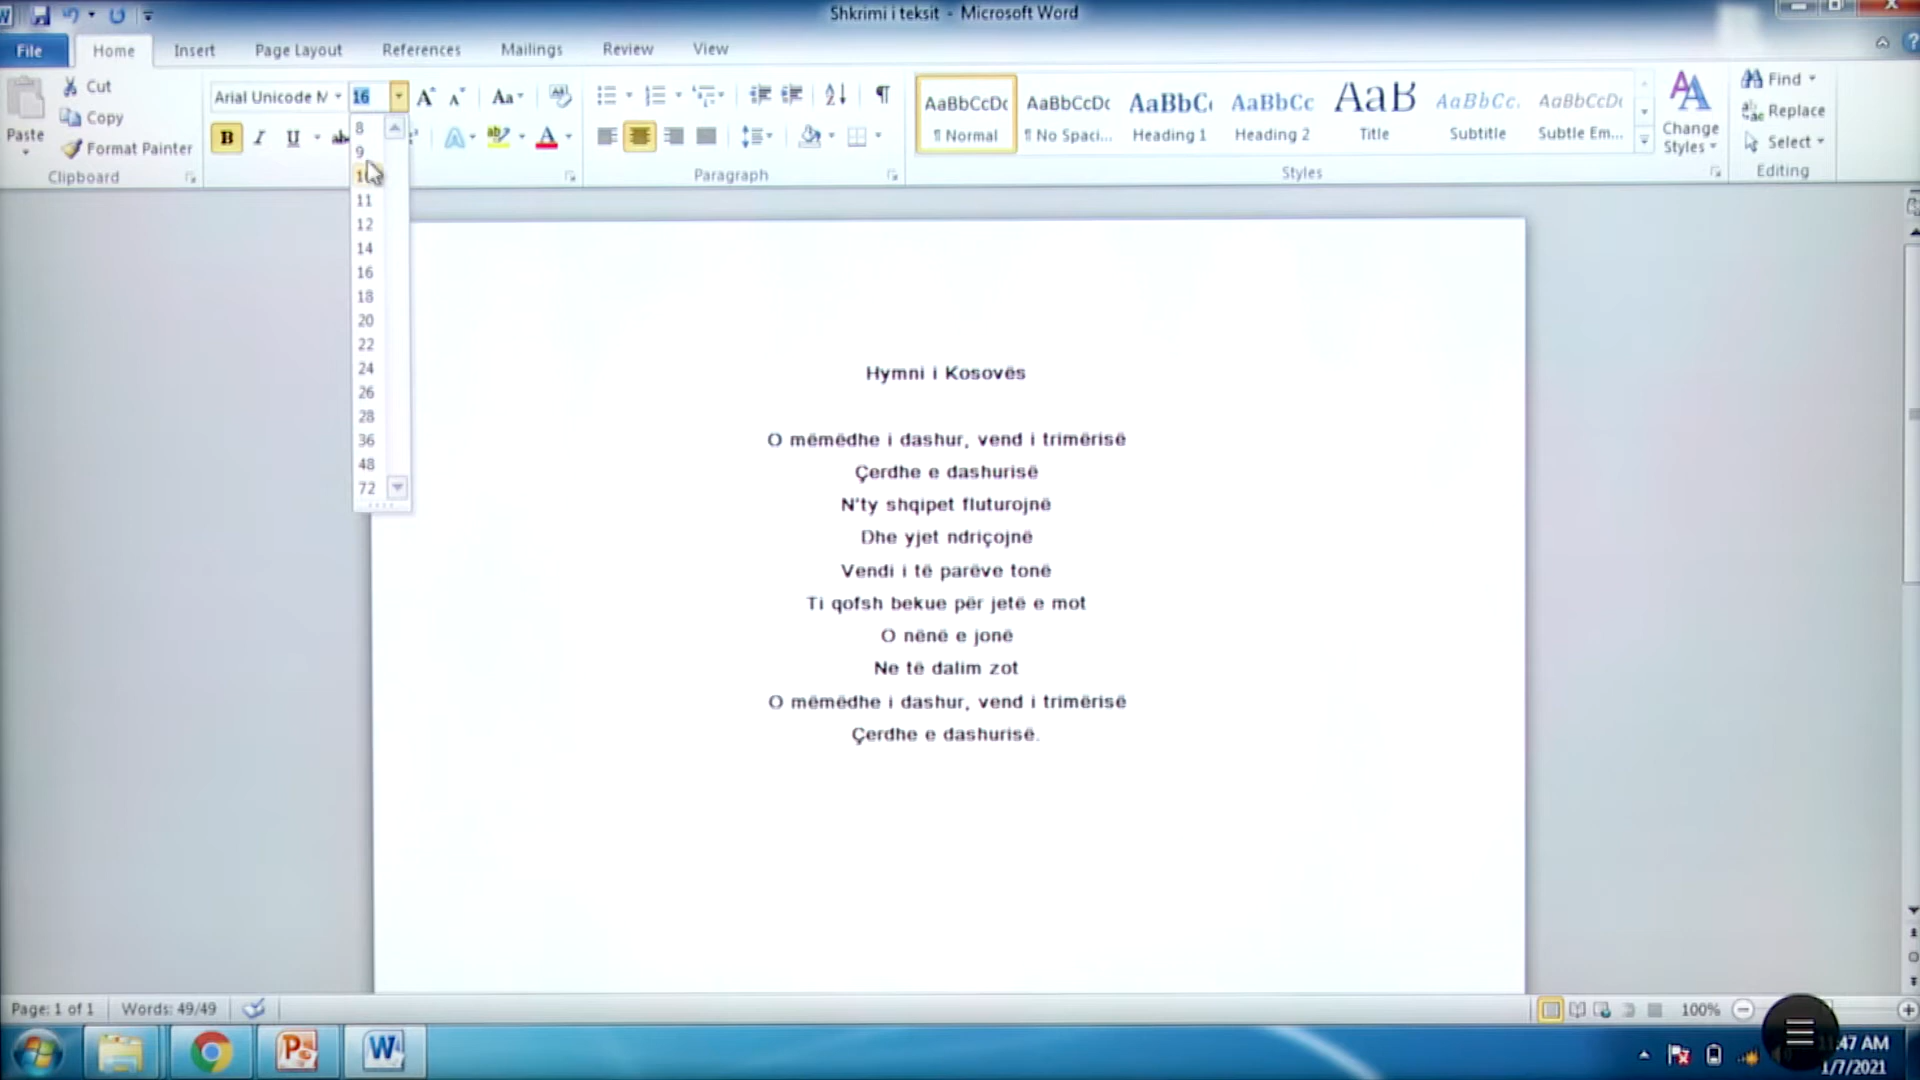 Shkrimi i teksit - Microsoft Word
File Home Insert Page Layout References Mailings Review View
Cut
Copy
Format Painter
Paste
Clipboard
Arial Unicode M 16
8
9
11
12
14
16
18
20
22
24
26
28
36
48
72
Paragraph
AaBbCcDc AaBbCcDc AaBbC AaBbCc AaB AaBbCc. AaBbCcDc
¶ Normal ¶ No Spaci... Heading 1 Heading 2 Title Subtitle Subtle Em...
Styles
Change
Styles
Find
Replace
Select
Editing
Hymni i Kosovës
O mëmëdhe i dashur, vend i trimërisë
Çerdhe e dashurisë
N'ty shqipet fluturojnë
Dhe yjet ndriçojnë
Vendi i të parëve tonë
Ti qofsh bekue për jetë e mot
O nënë e jonë
Ne të dalim zot
O mëmëdhe i dashur, vend i trimërisë
Çerdhe e dashurisë.
Page: 1 of 1 Words: 49/49
100%
:47 AM
1/7/2021